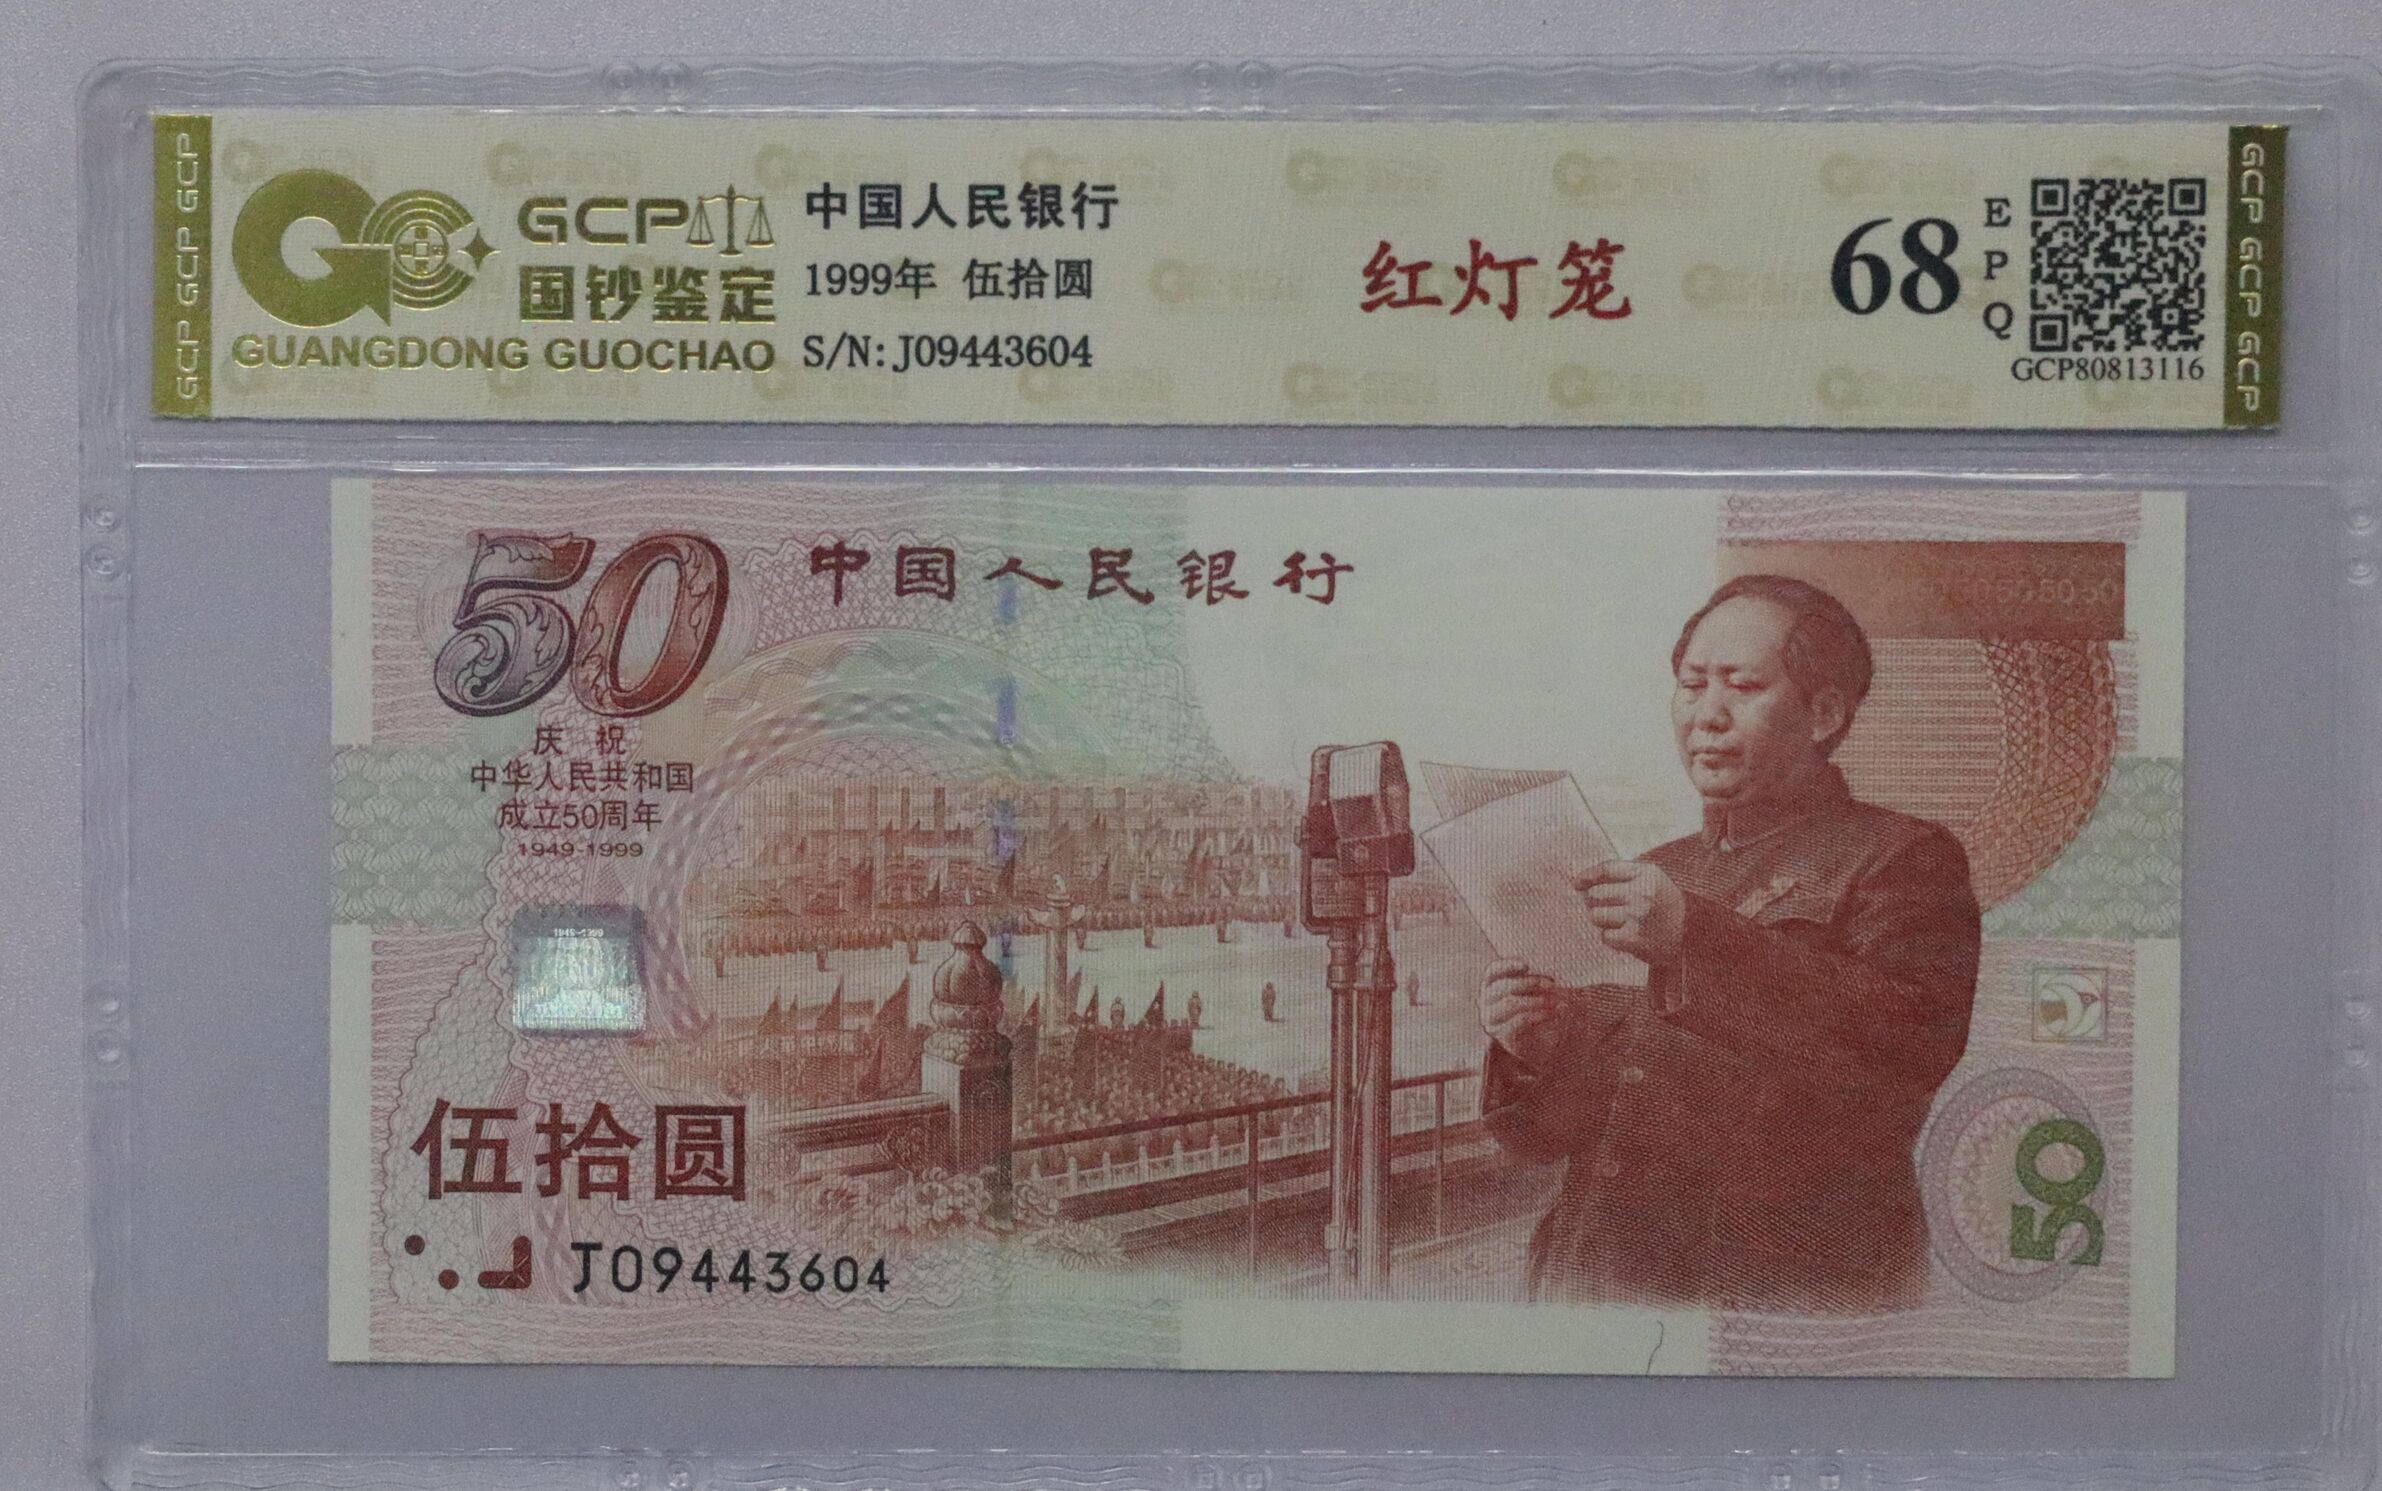 GCP GCP GCP
GCP
国钞鉴定
GUANGDONG GUOCHAO
中国人民银行
1999年 伍拾圆
S/N: J09443604
红灯笼
68
EPQ
GCP80813116
GCP GCP GCP
50
中国人民银行
庆祝
中华人民共和国
成立50周年
1949-1999
1949-1999
伍拾圆
J09443604
50